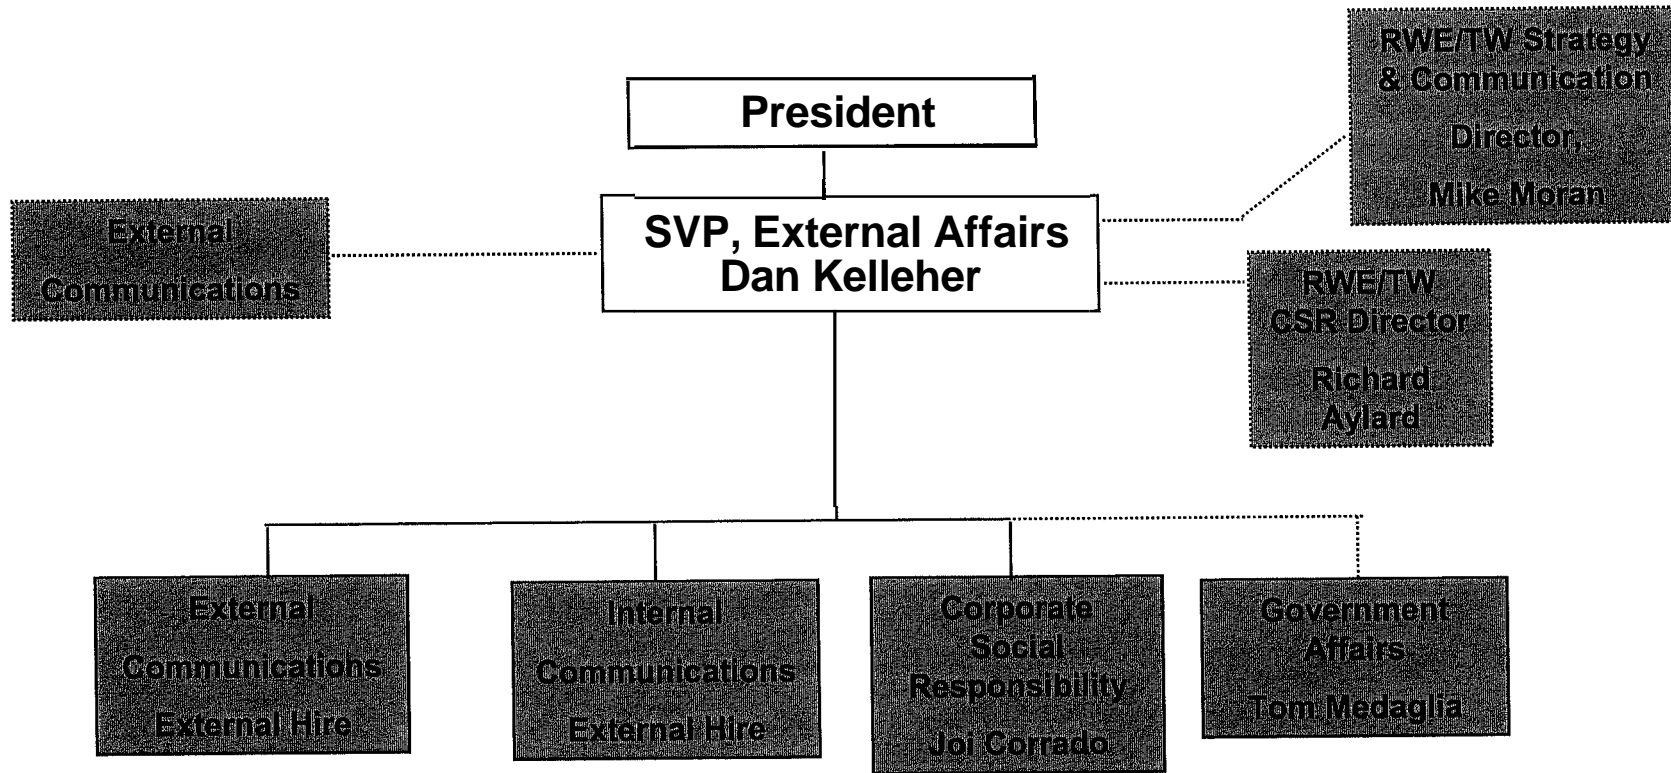 RWE/TW Strategy
& Communication
Director,
Mike Moran
President
SVP, External Affairs
Dan Kelleher
External
Communications
RWE/TW
CSR Director
Richard
Aylard
External
Communications
External Hire
Internal
Communications
External Hire
Corporate
Social
Responsibility
Joi Corrado
Government
Affairs
Tom Medaglia